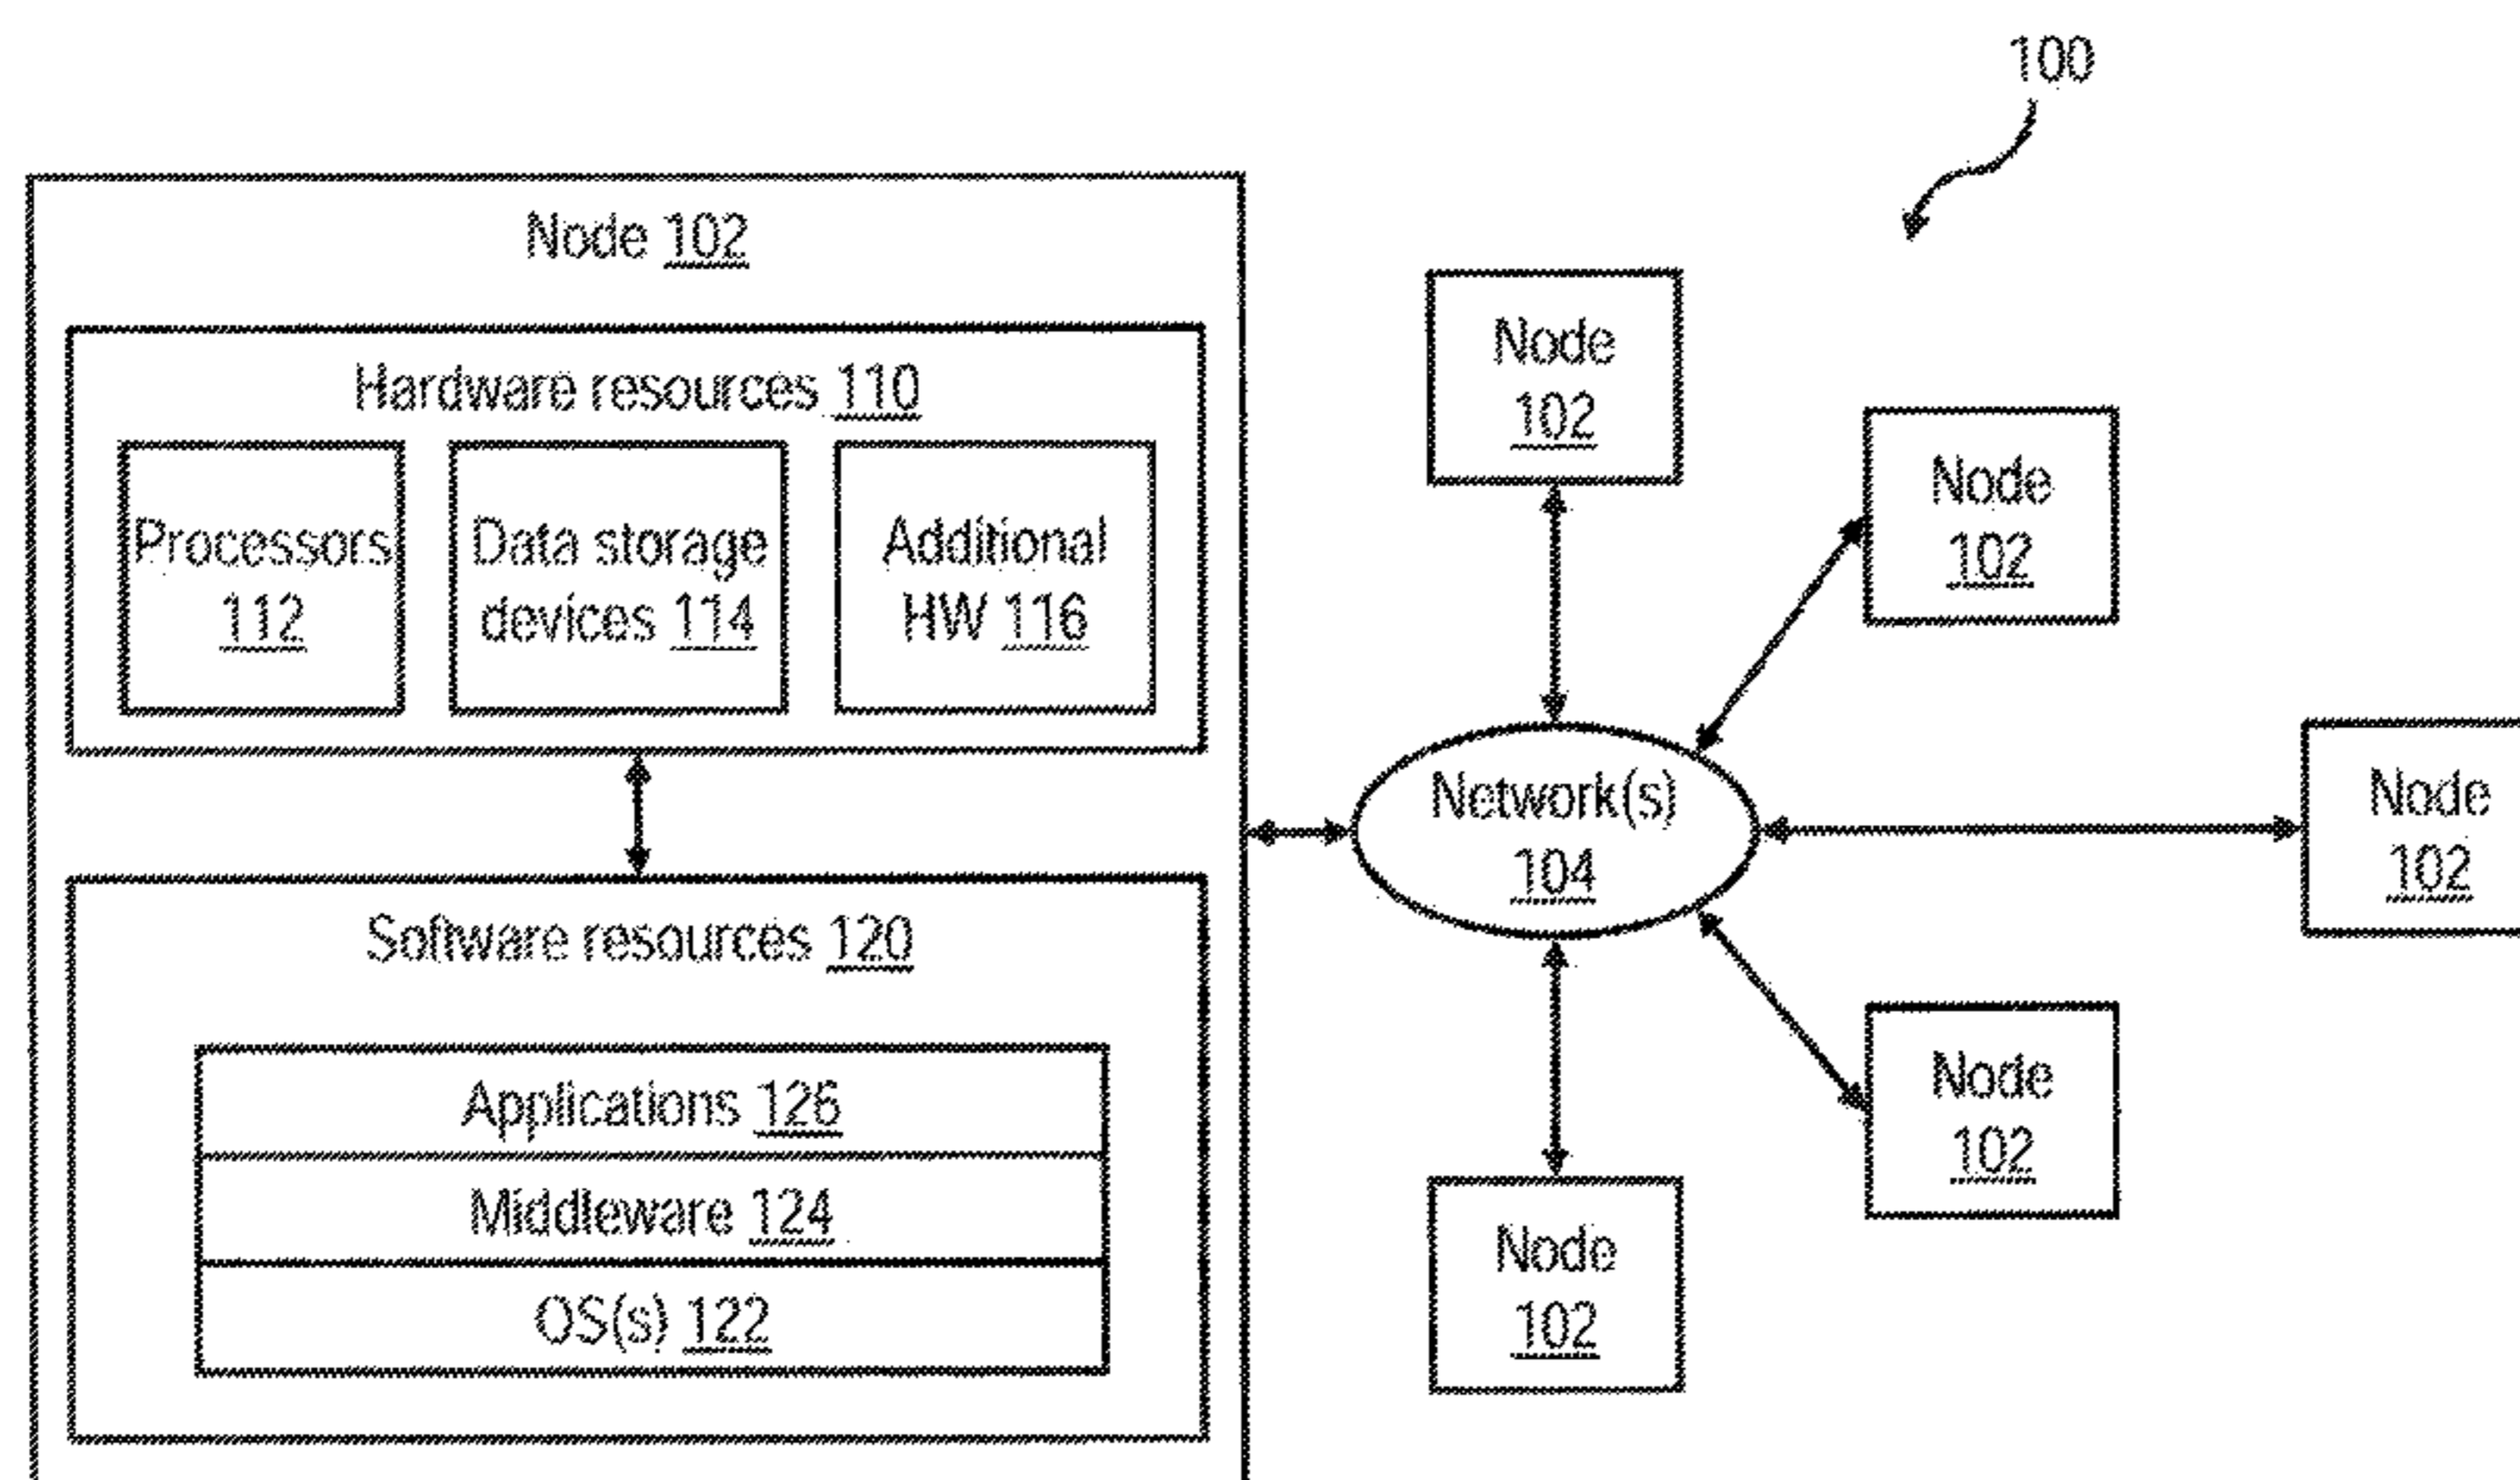 100
Node 102
Hardware resources 110
Processors
112
Data storage
devices 114
Additional
HW 116
Software resources 120
Applications 126
Middleware 124
OS(s) 122
Node
102
Node
102
Network(s)
104
Node
102
Node
102
Node
102